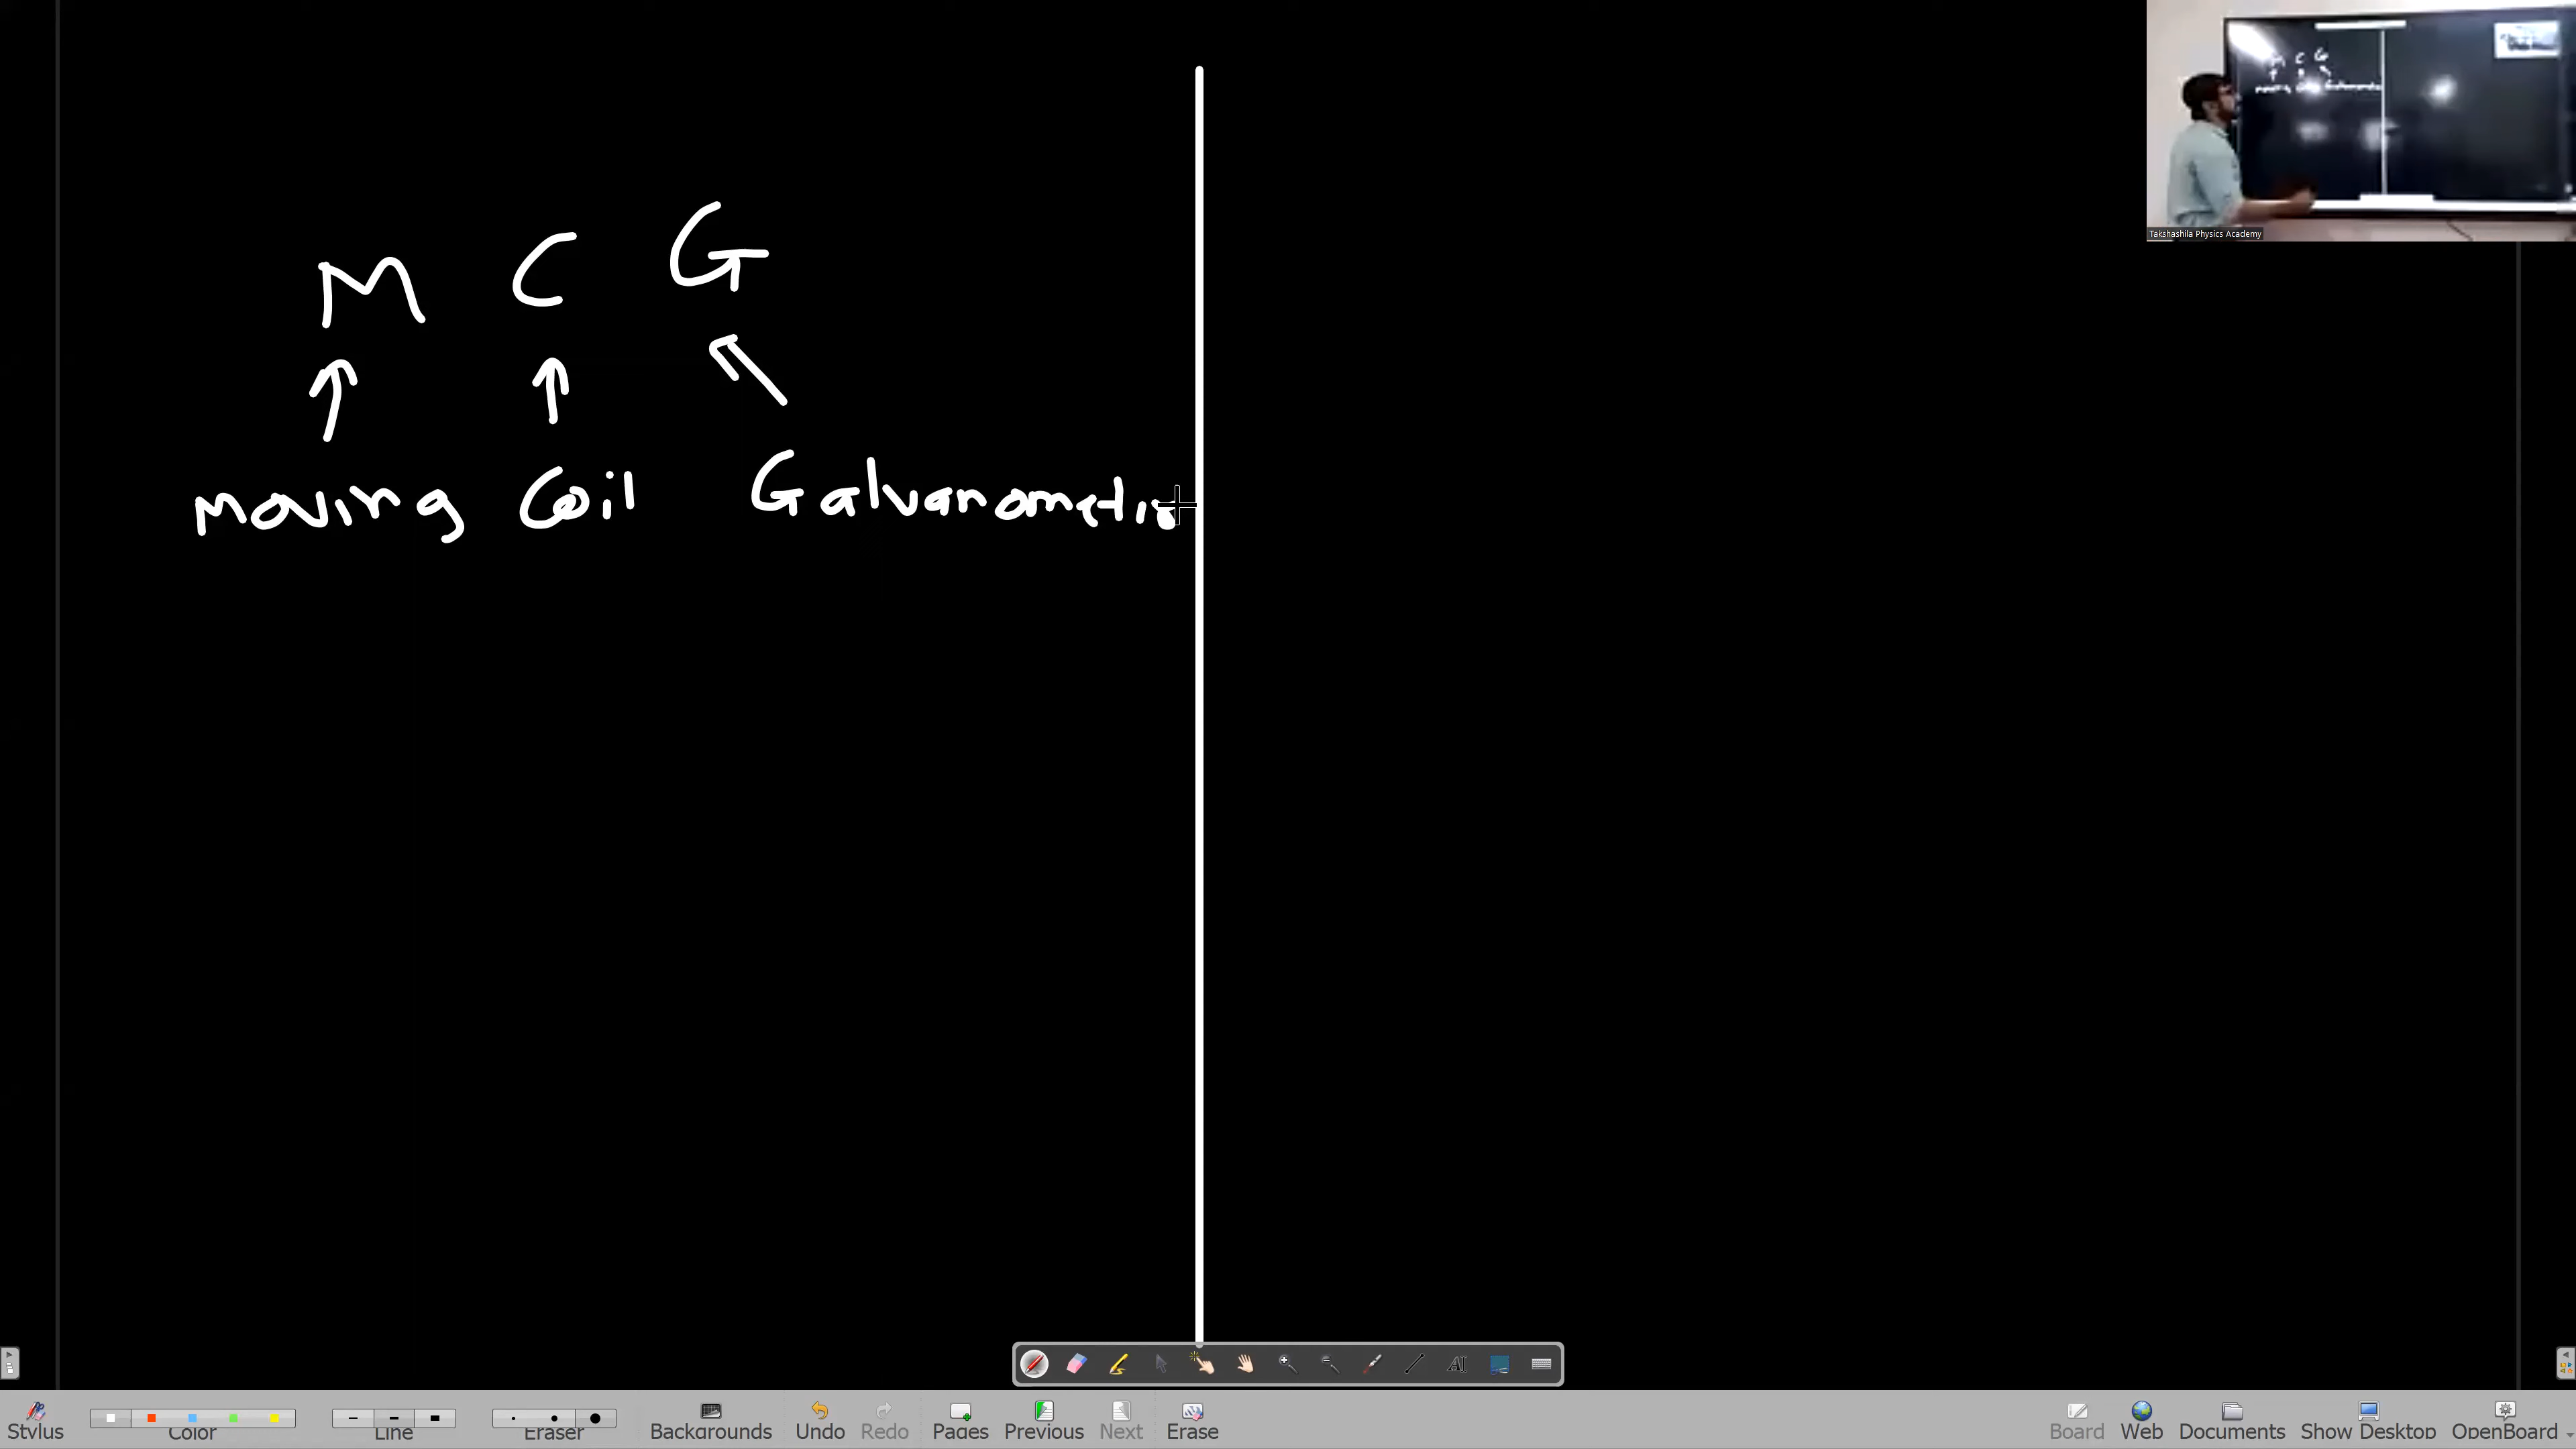 M C G
moving Coil Galvanometer
Takshashila Physics Academy
Stylus
Color
Line
Eraser
Backgrounds
Undo
Redo
Pages
Previous
Next
Erase
Board
Web
Documents
Show Desktop
OpenBoard